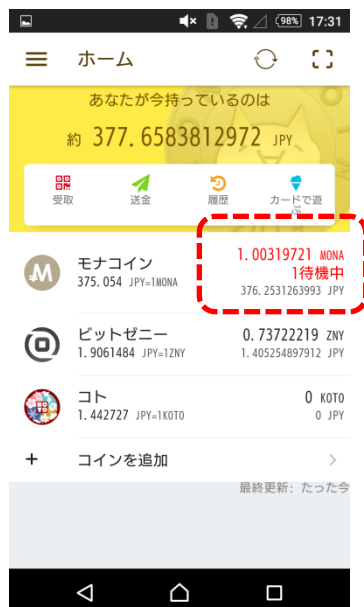 98% 17:31
ホーム
あなたが今持っているのは
約 377.6583812972 JPY
受取 送金 履歴 カードで遊
ぶ
モナコイン
375.054 JPY=1MONA
1.00319721 MONA
1待機中
376.2531263993 JPY
ビットゼニー
1.9061484 JPY=1ZNY
0.73722219 ZNY
1.405254897912 JPY
コト
1.442727 JPY=1KOTO
0 KOTO
0 JPY
+ コインを追加 >
最終更新: たった今